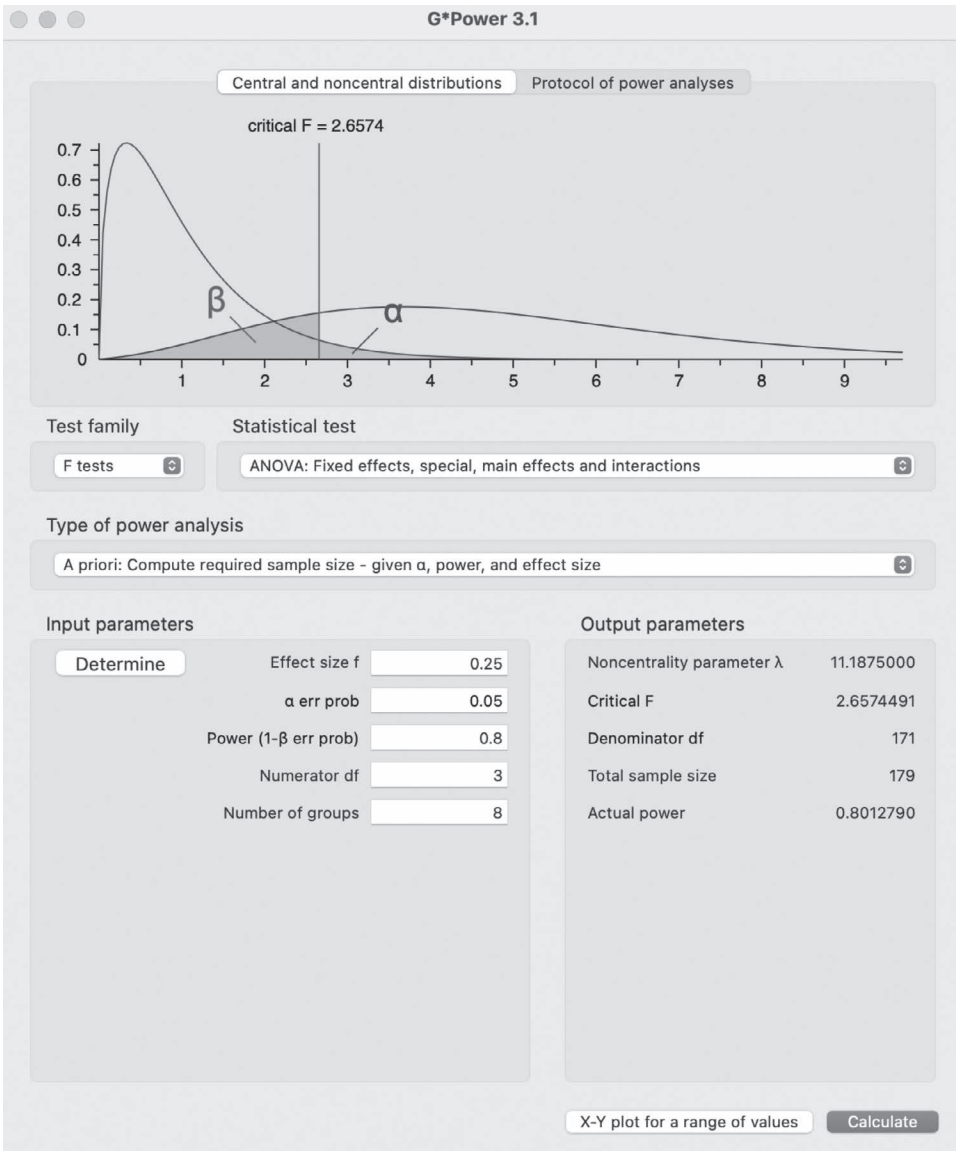 G*Power 3.1
Central and noncentral distributions Protocol of power analyses
critical F = 2.6574
0.7
0.6
0.5
0.4
0.3
0.2
0.1
0
β
α
1 2 3 4 5 6 7 8 9
Test family Statistical test
F tests ANOVA: Fixed effects, special, main effects and interactions
Type of power analysis
A priori: Compute required sample size - given α, power, and effect size
Input parameters
Determine Effect size f 0.25
α err prob 0.05
Power (1-β err prob) 0.8
Numerator df 3
Number of groups 8
Output parameters
Noncentrality parameter λ 11.1875000
Critical F 2.6574491
Denominator df 171
Total sample size 179
Actual power 0.8012790
X-Y plot for a range of values Calculate